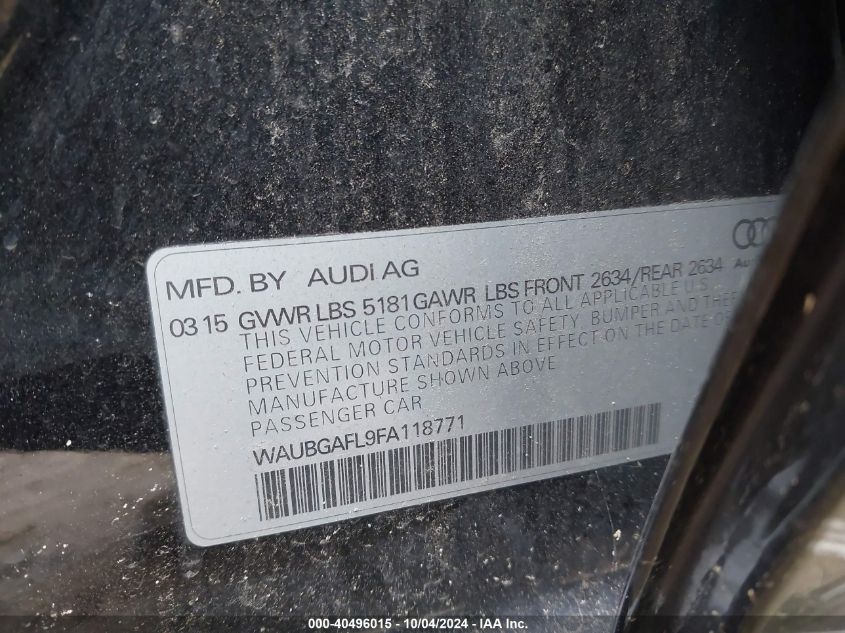 MFD. BY AUDI AG
03 15 GVWR LBS 5181 GAWR LBS FRONT 2634/REAR 2634
THIS VEHICLE CONFORMS TO ALL APPLICABLE U.S.
FEDERAL MOTOR VEHICLE SAFETY, BUMPER AND
PREVENTION STANDARDS IN EFFECT ON THE DATE OF
MANUFACTURE SHOWN ABOVE
PASSENGER CAR
WAUBGAFL9FA118771
000-40496015 - 10/04/2024 - IAA Inc.